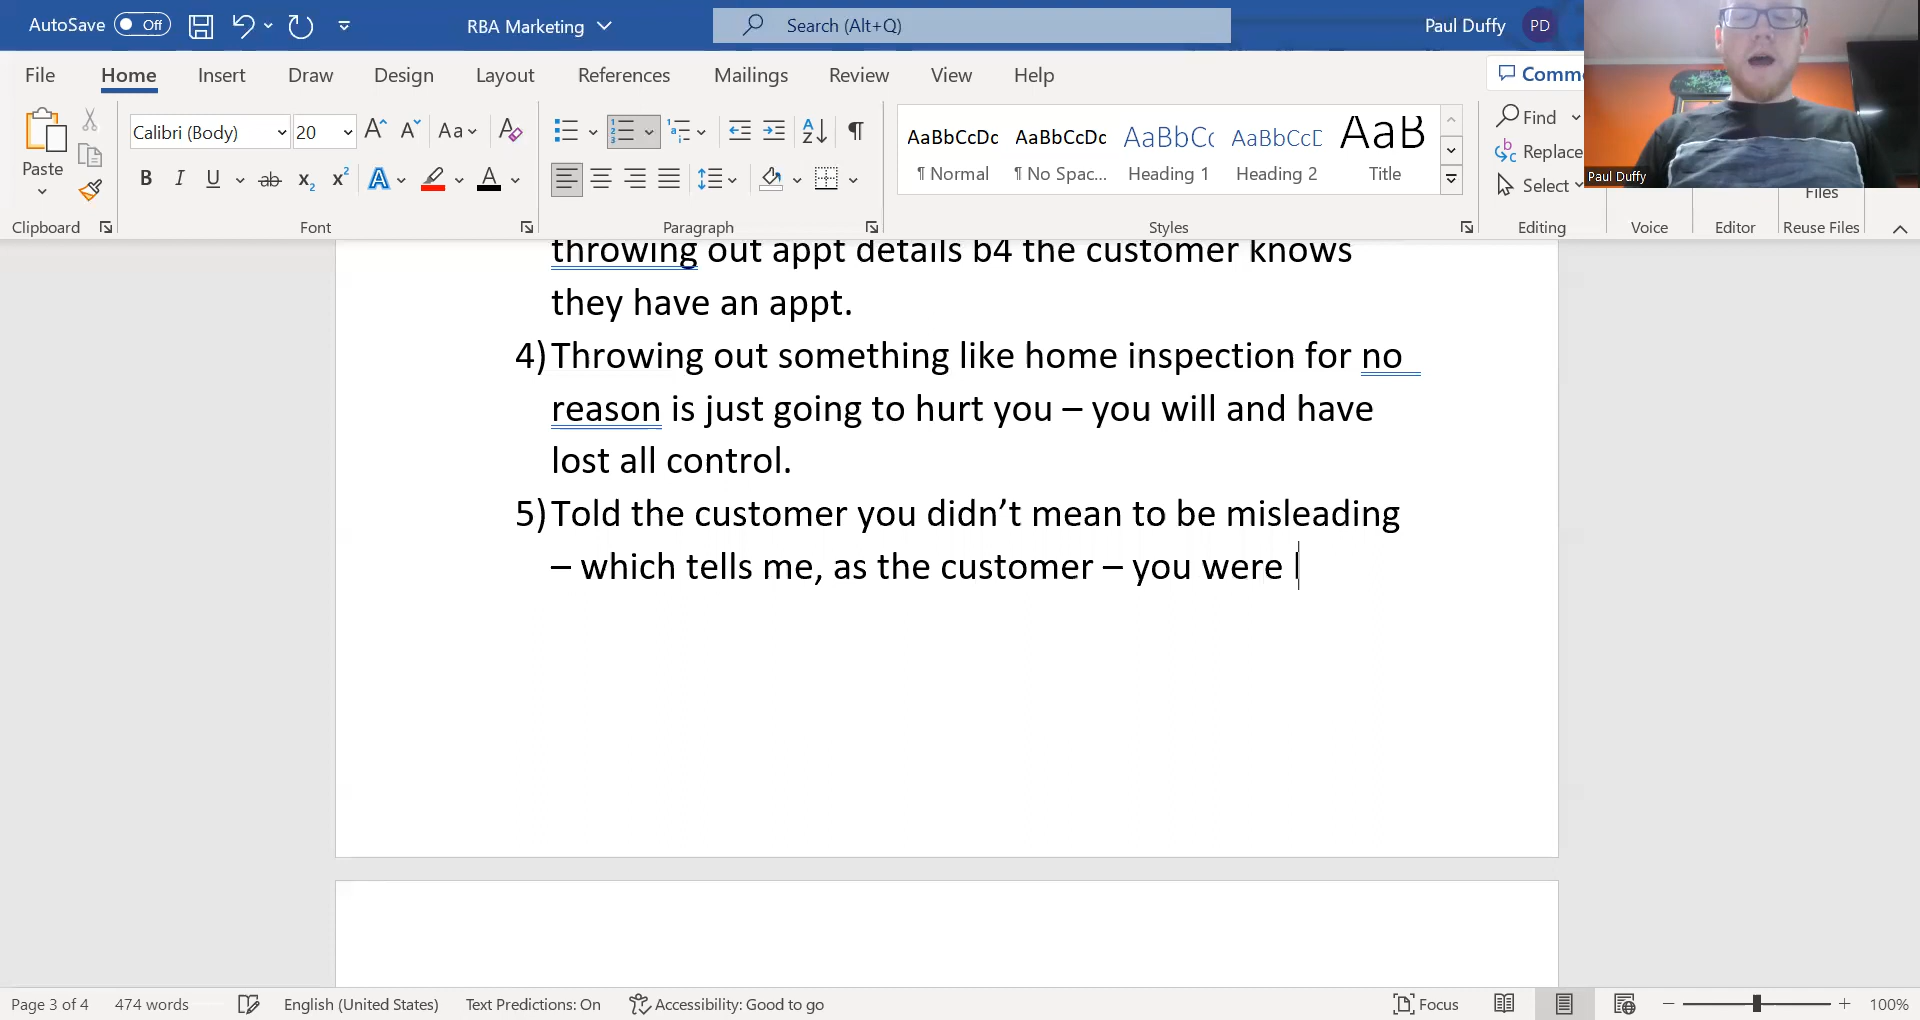 AutoSave Off RBA Marketing Search (Alt+Q) Paul Duffy PD
File Home Insert Draw Design Layout References Mailings Review View Help
Paste
Calibri (Body) 20 Aa
B I U ab x2 x2 A A
AaBbCcDc AaBbCcDc AaBbC AaBbCcD AaB
¶ Normal ¶ No Spac... Heading 1 Heading 2 Title
Find
Replace
Select
Paul Duffy
Files
Clipboard Font Paragraph Styles Editing Voice Editor Reuse Files
throwing out appt details b4 the customer knows
they have an appt.
4) Throwing out something like home inspection for no
reason is just going to hurt you – you will and have
lost all control.
5) Told the customer you didn’t mean to be misleading
– which tells me, as the customer – you were l
Page 3 of 4 474 words English (United States) Text Predictions: On Accessibility: Good to go Focus 100%